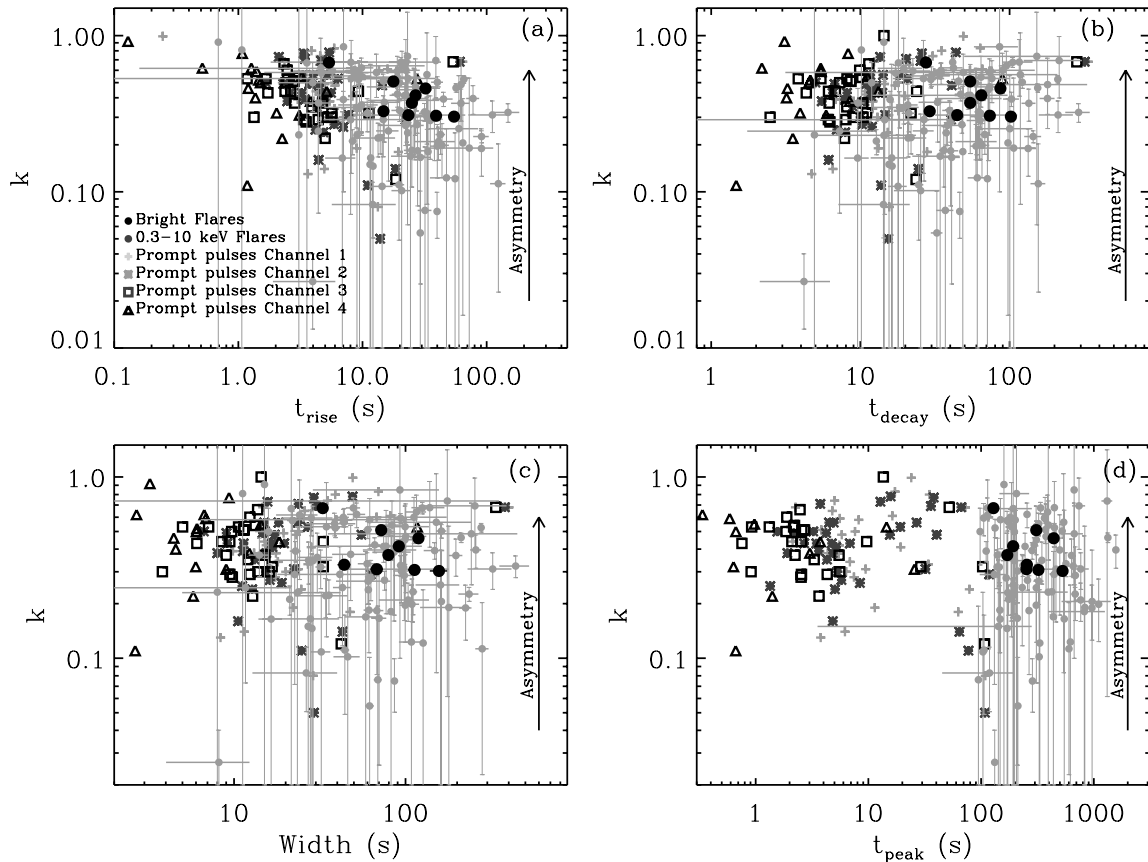 (a)
1.00
0.10
0.01
k
Bright Flares
0.3-10 keV Flares
Prompt pulses Channel 1
Prompt pulses Channel 2
Prompt pulses Channel 3
Prompt pulses Channel 4
Asymmetry
0.1 1.0 10.0 100.0
t_rise (s)
(b)
1.00
0.10
0.01
k
Asymmetry
1 10 100
t_decay (s)
(c)
1.0
0.1
k
Asymmetry
10 100
Width (s)
(d)
1.0
0.1
k
Asymmetry
1 10 100 1000
t_peak (s)